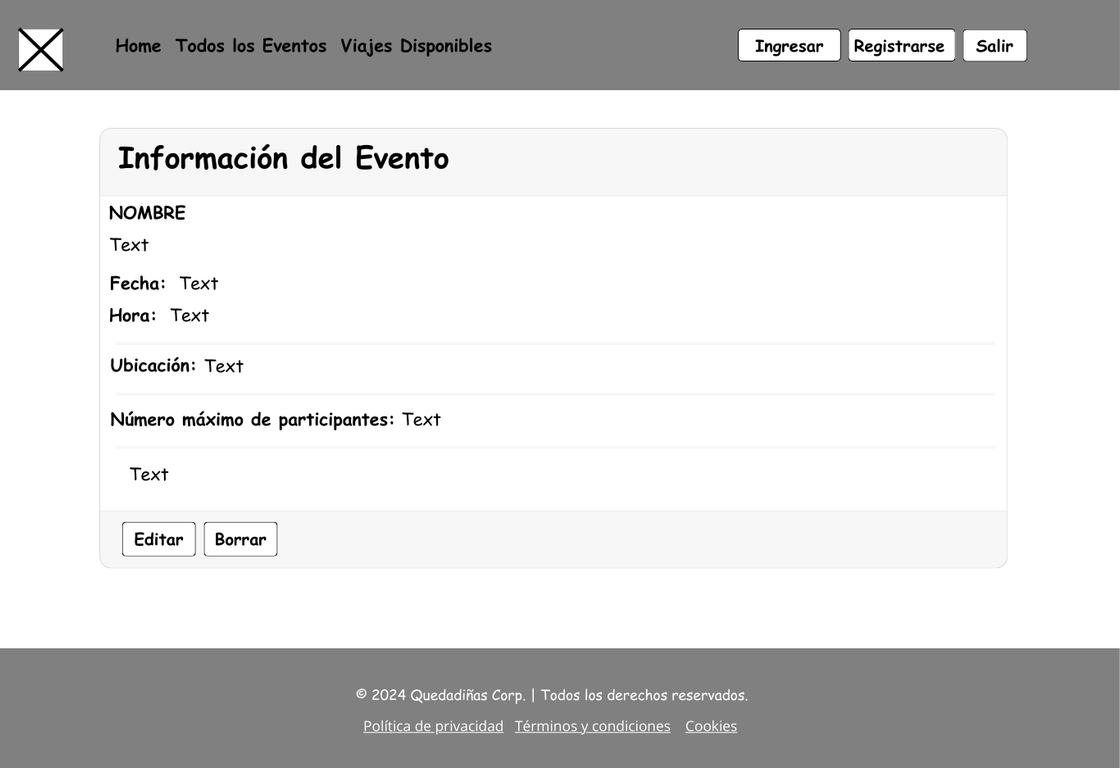 Home Todos los Eventos Viajes Disponibles Ingresar Registrarse Salir
Información del Evento
NOMBRE
Text
Fecha: Text
Hora: Text
Ubicación: Text
Número máximo de participantes: Text
Text
Editar Borrar
© 2024 Quedadiñas Corp. | Todos los derechos reservados.
Política de privacidad Términos y condiciones Cookies